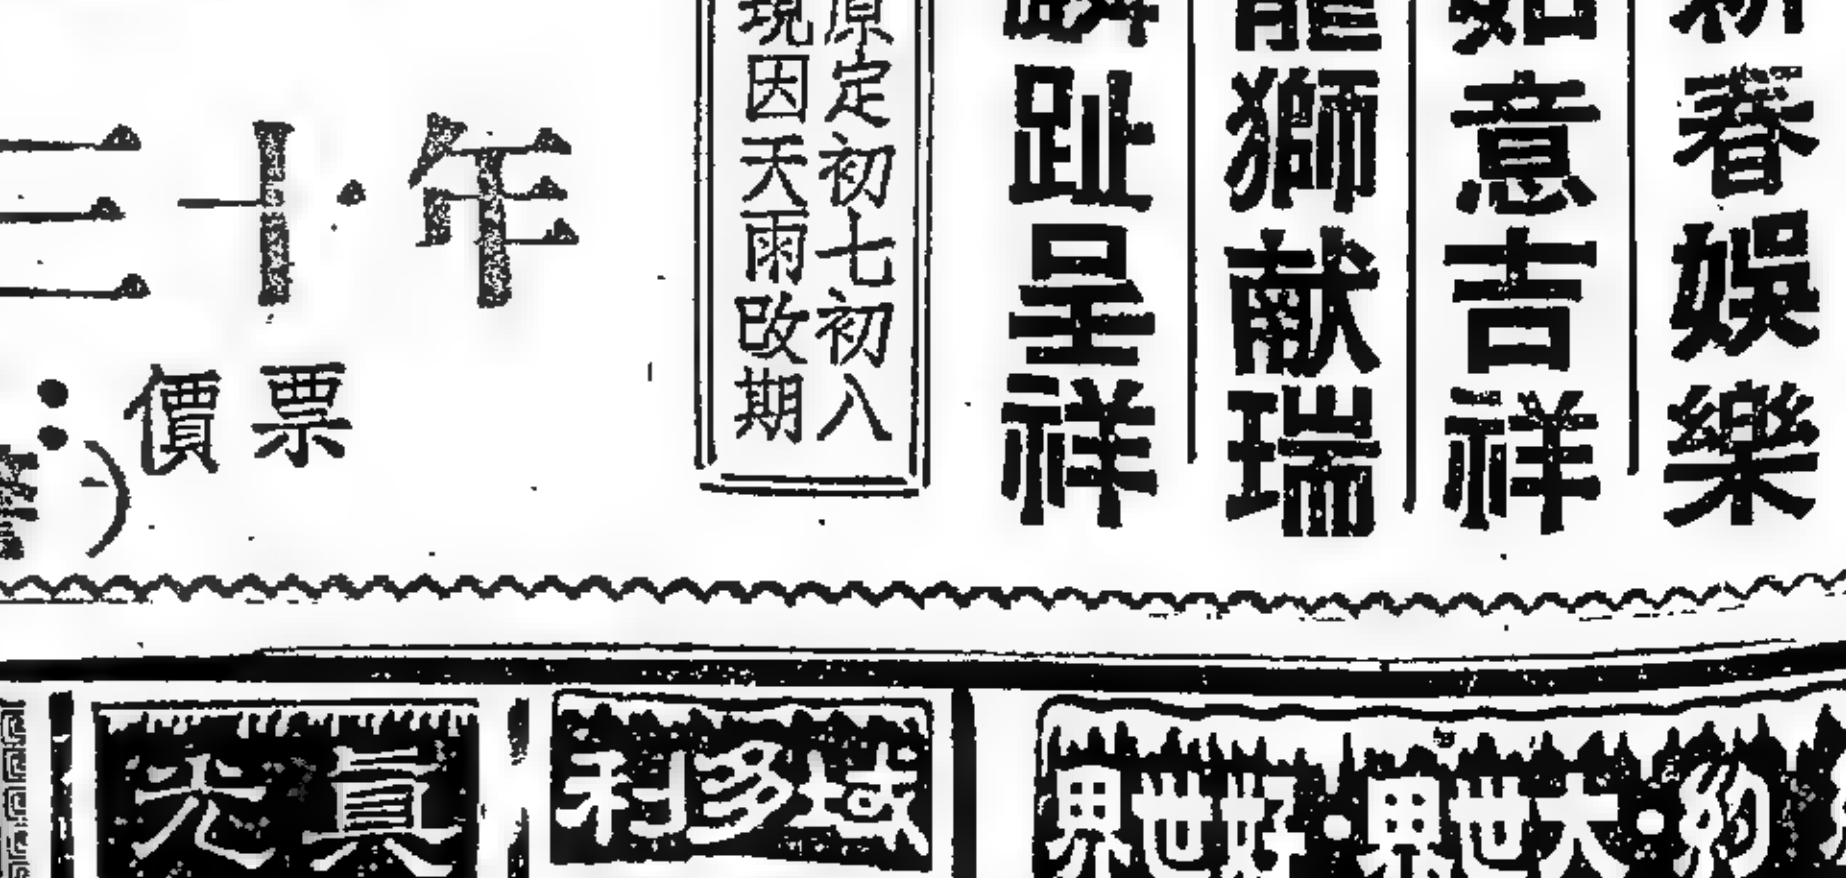 新春娛樂
如意吉祥
龍獅献瑞
麟趾呈祥
原定初七初八
現因天雨改期
年·十三
票價：
約·大世界·好世界
域多利
真光